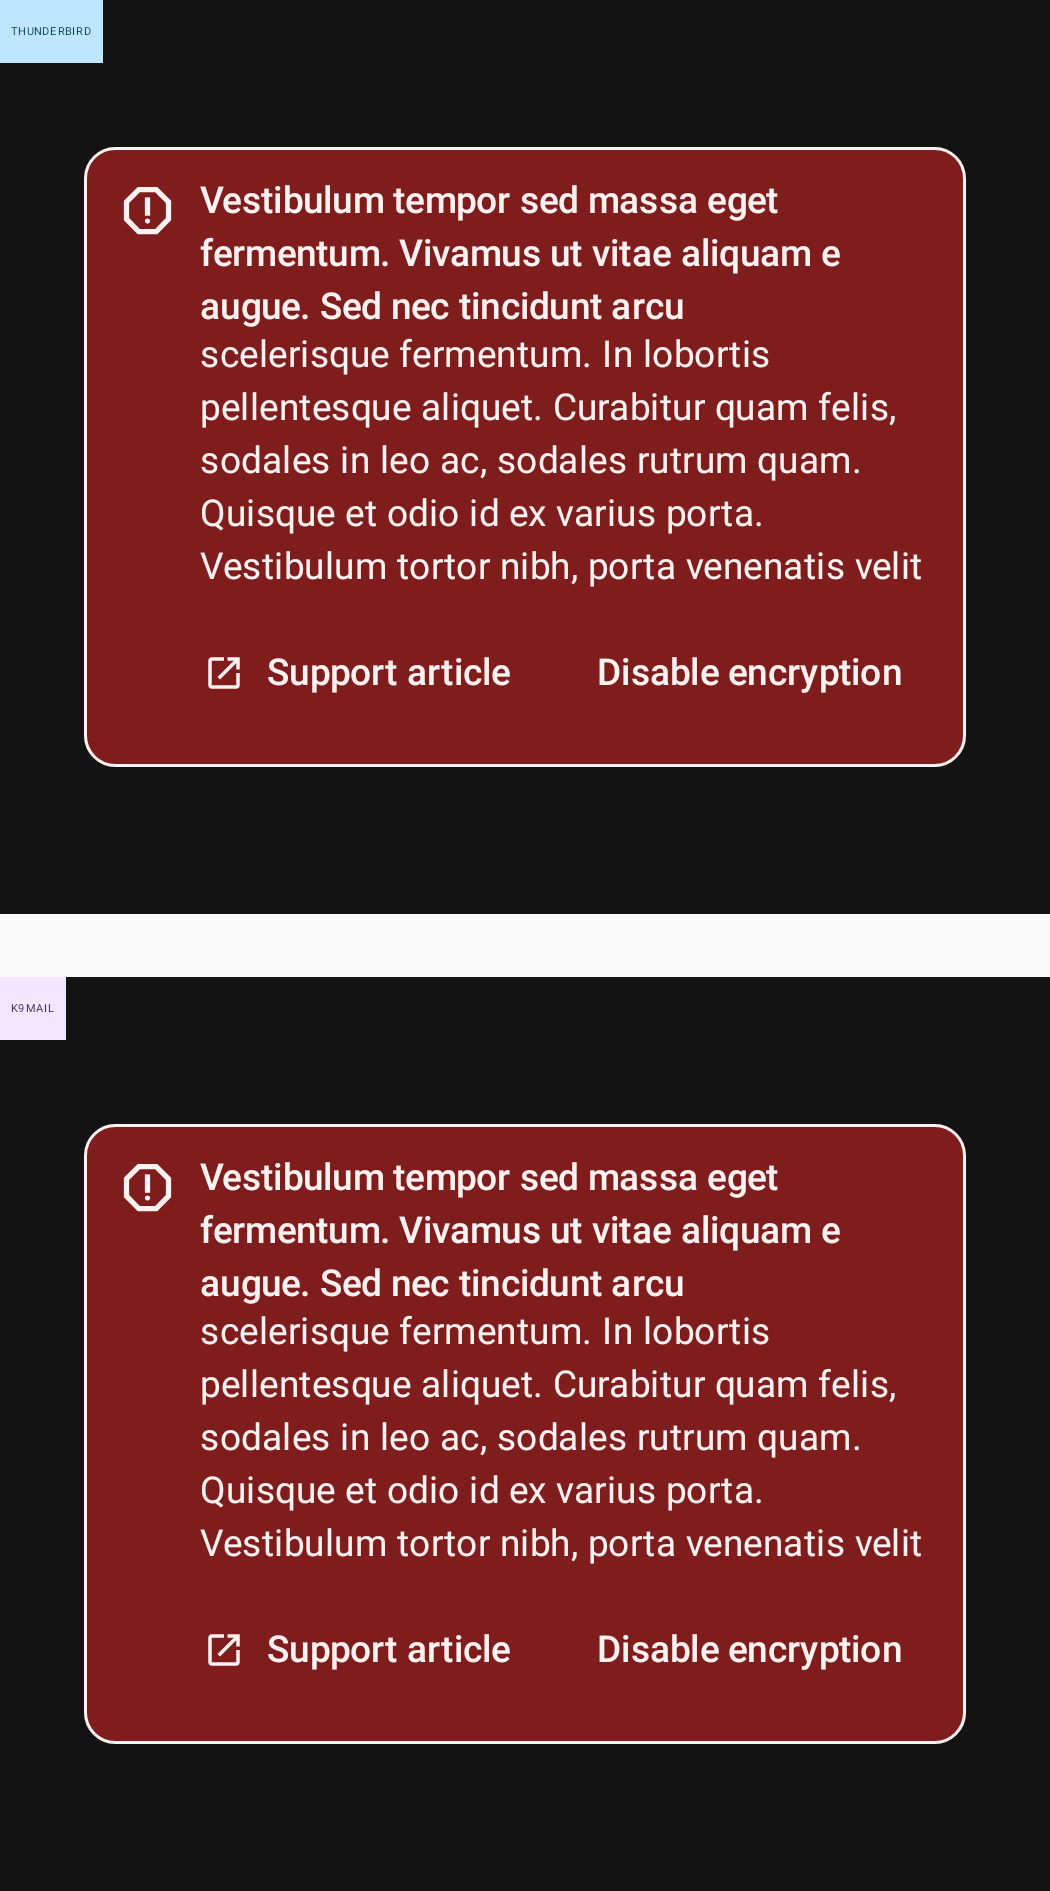 THUNDERBIRD
Vestibulum tempor sed massa eget
fermentum. Vivamus ut vitae aliquam e
augue. Sed nec tincidunt arcu
scelerisque fermentum. In lobortis
pellentesque aliquet. Curabitur quam felis,
sodales in leo ac, sodales rutrum quam.
Quisque et odio id ex varius porta.
Vestibulum tortor nibh, porta venenatis velit
Support article Disable encryption
K9MAIL
Vestibulum tempor sed massa eget
fermentum. Vivamus ut vitae aliquam e
augue. Sed nec tincidunt arcu
scelerisque fermentum. In lobortis
pellentesque aliquet. Curabitur quam felis,
sodales in leo ac, sodales rutrum quam.
Quisque et odio id ex varius porta.
Vestibulum tortor nibh, porta venenatis velit
Support article Disable encryption